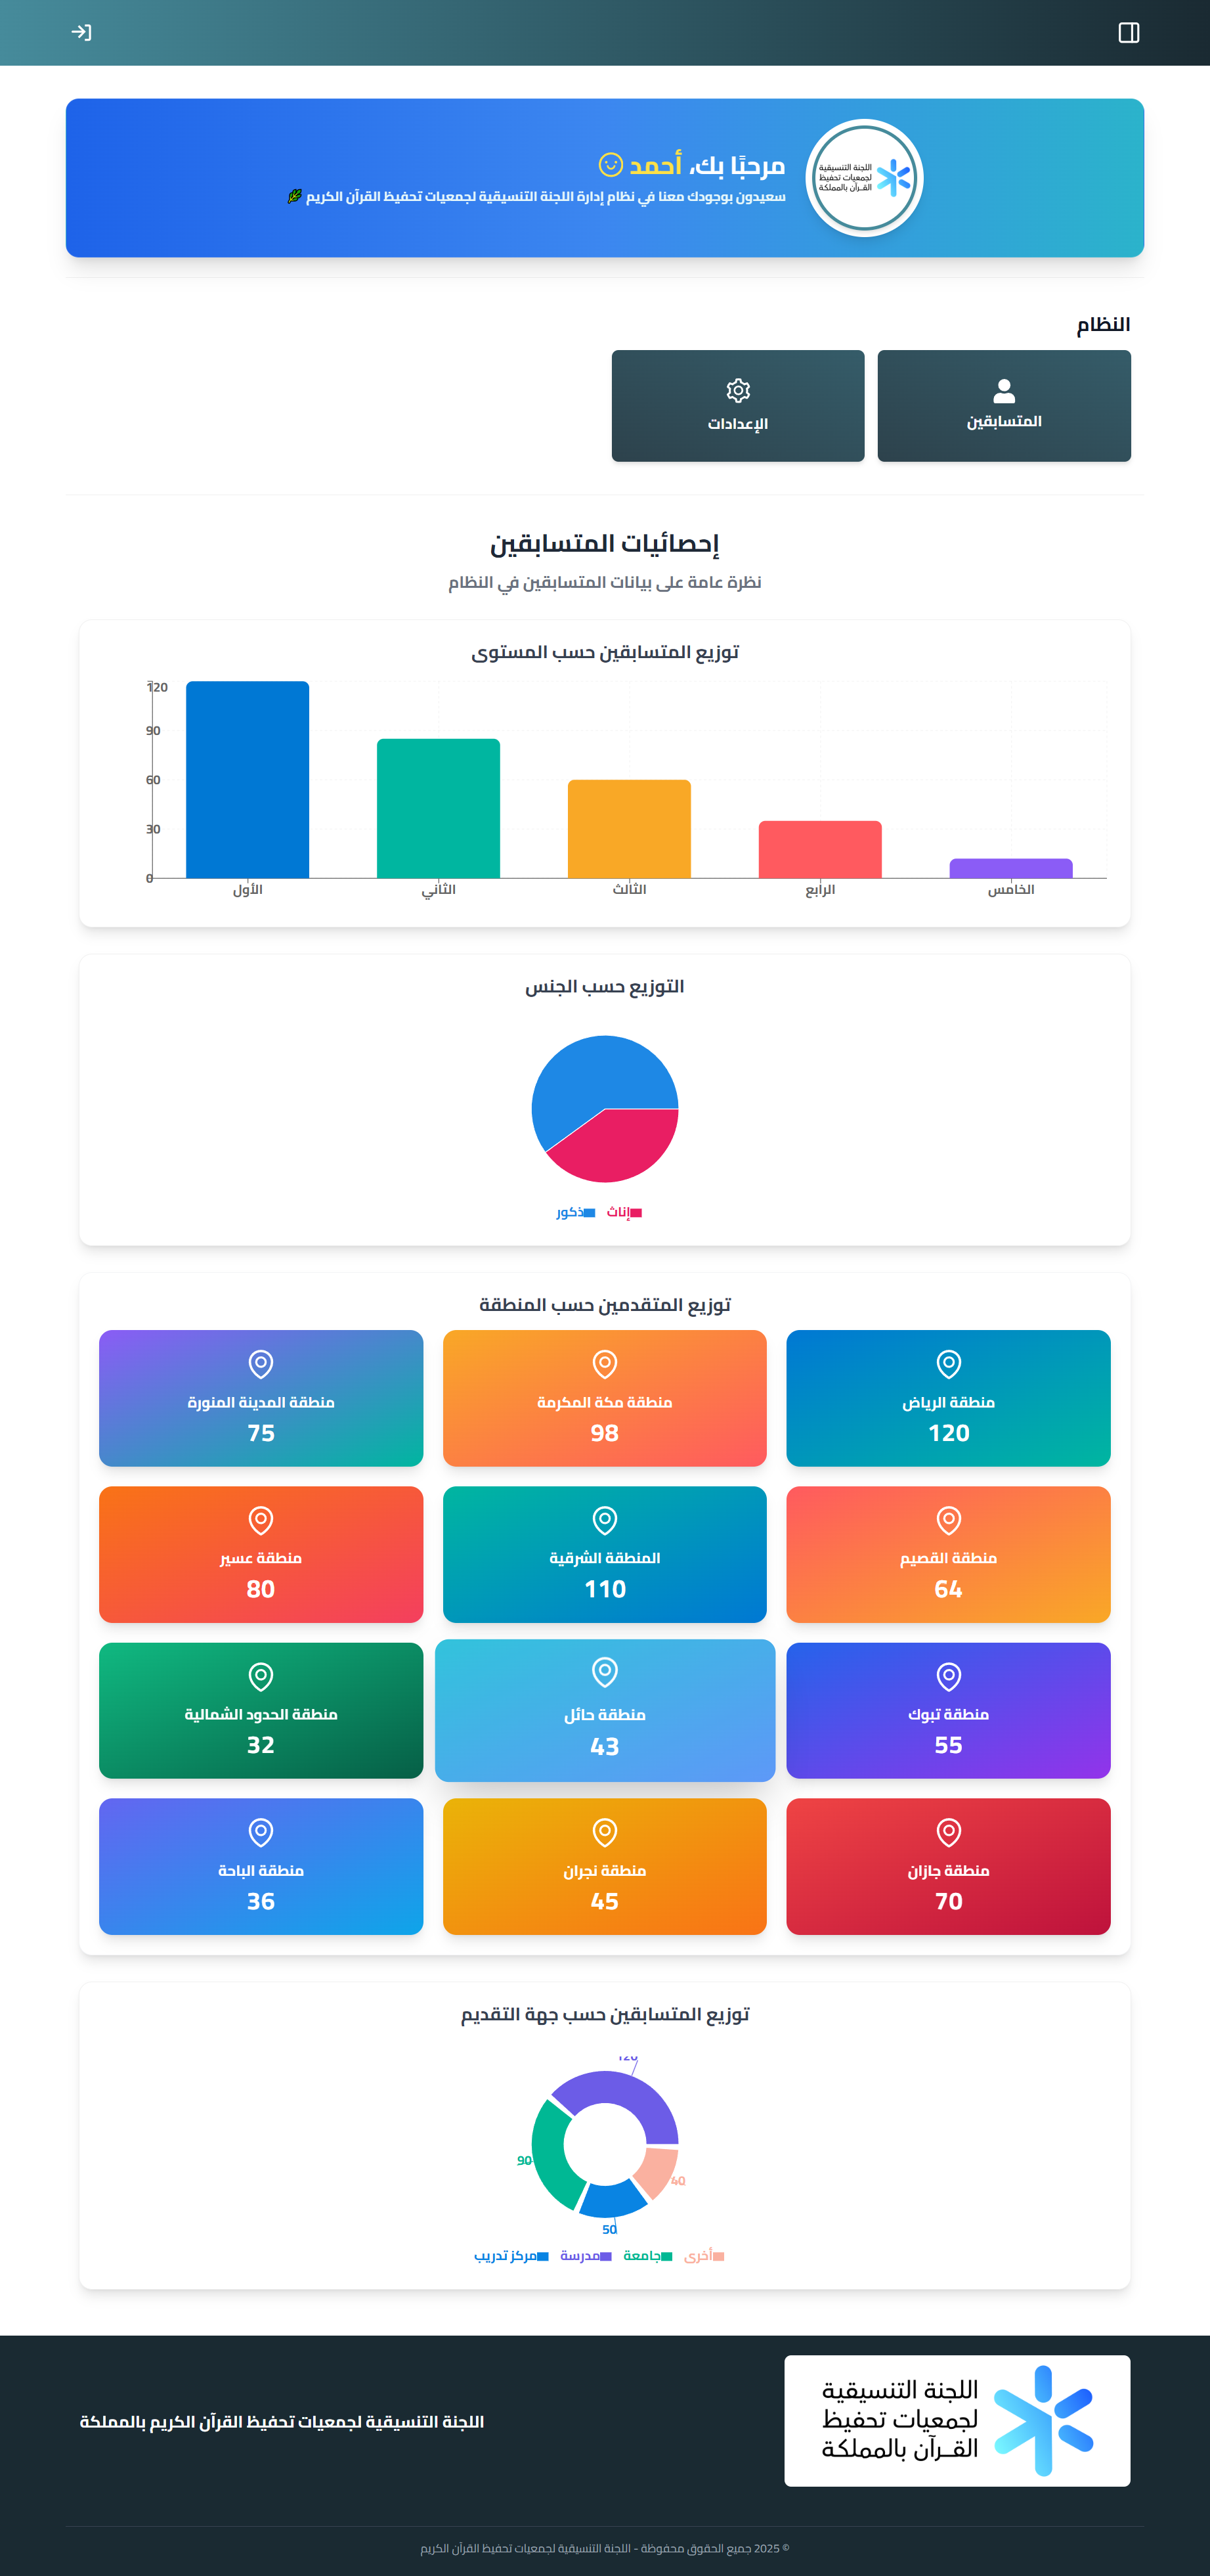 اللجنة التنسيقية
لجمعيات تحفيظ
القـرآن بالمملكة
مرحبًا بك، أحمد
سعيدون بوجودك معنا في نظام إدارة اللجنة التنسيقية لجمعيات تحفيظ القرآن الكريم
النظام
المتسابقين
الإعدادات
إحصائيات المتسابقين
نظرة عامة على بيانات المتسابقين في النظام
توزيع المتسابقين حسب المستوى
120
90
60
30
0
الأول الثاني الثالث الرابع الخامس
التوزيع حسب الجنس
إناث ذكور
توزيع المتقدمين حسب المنطقة
منطقة الرياض
120
منطقة مكة المكرمة
98
منطقة المدينة المنورة
75
منطقة القصيم
64
المنطقة الشرقية
110
منطقة عسير
80
منطقة تبوك
55
منطقة حائل
43
منطقة الحدود الشمالية
32
منطقة جازان
70
منطقة نجران
45
منطقة الباحة
36
توزيع المتسابقين حسب جهة التقديم
120
90
40
50
أخرى جامعة مدرسة مركز تدريب
اللجنة التنسيقية
لجمعيات تحفيظ
القـرآن بالمملكة
اللجنة التنسيقية لجمعيات تحفيظ القرآن الكريم بالمملكة
© 2025 جميع الحقوق محفوظة - اللجنة التنسيقية لجمعيات تحفيظ القرآن الكريم